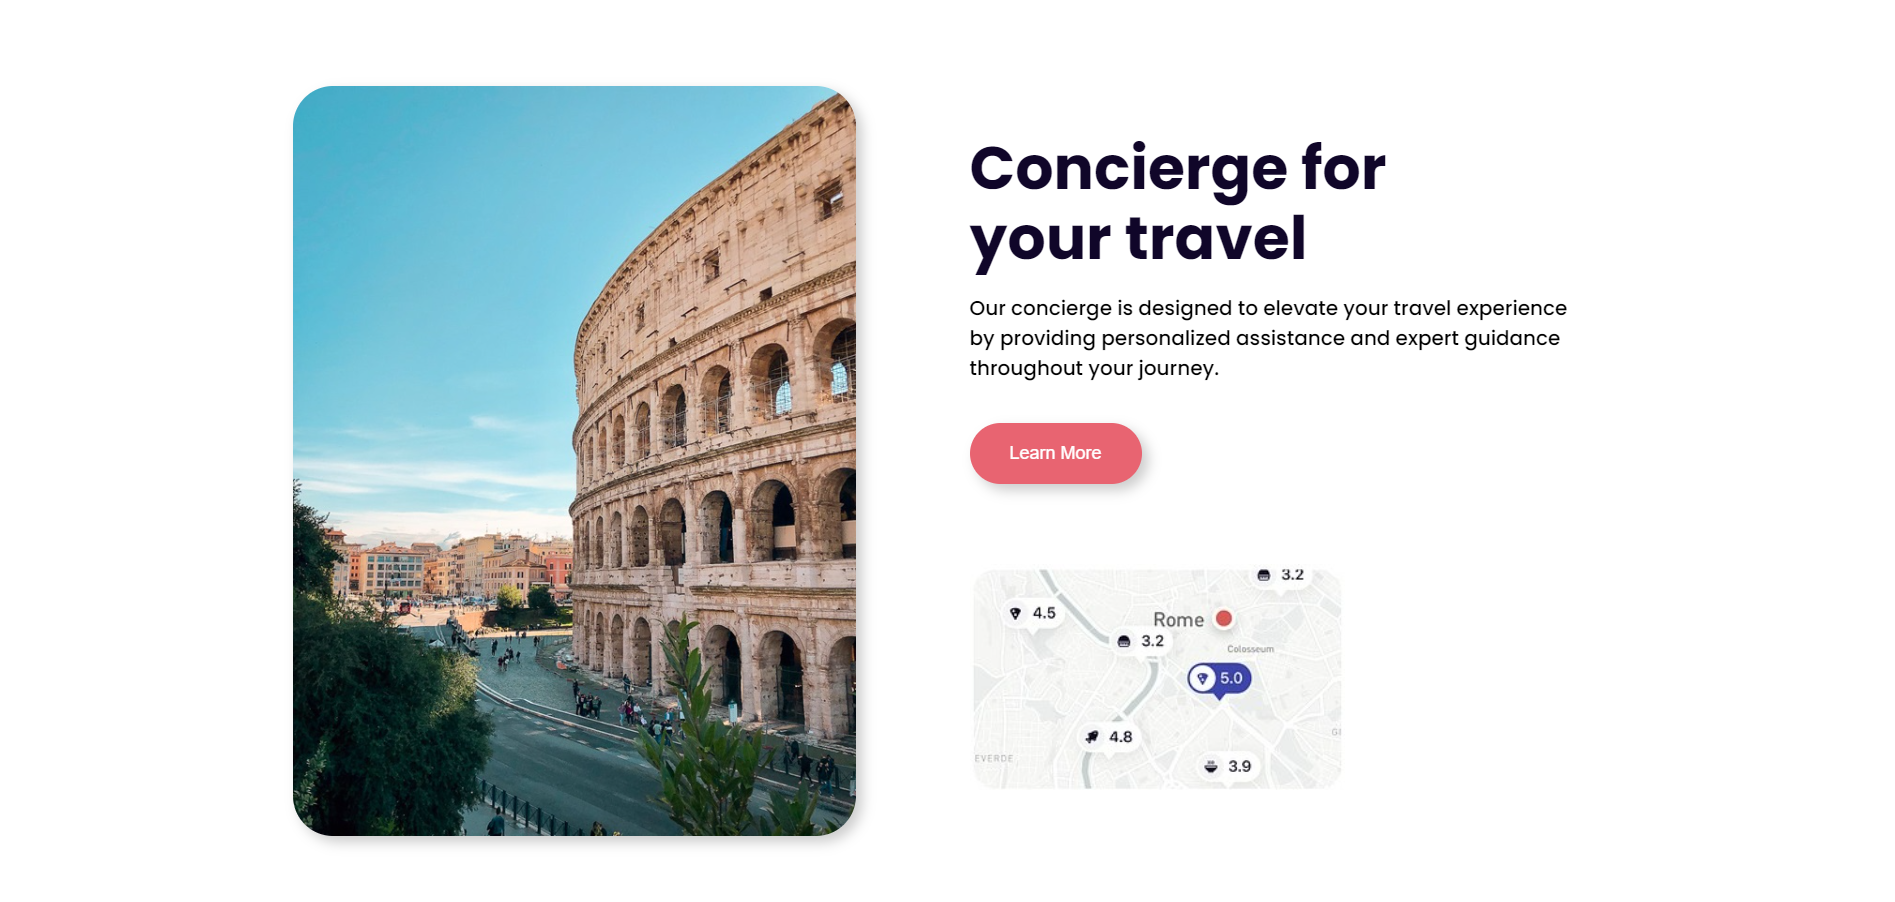 Concierge for
your travel
Our concierge is designed to elevate your travel experience
by providing personalized assistance and expert guidance
throughout your journey.
Learn More
3.2
4.5
Rome
3.2
Colosseum
5.0
4.8
EVERDE
3.9